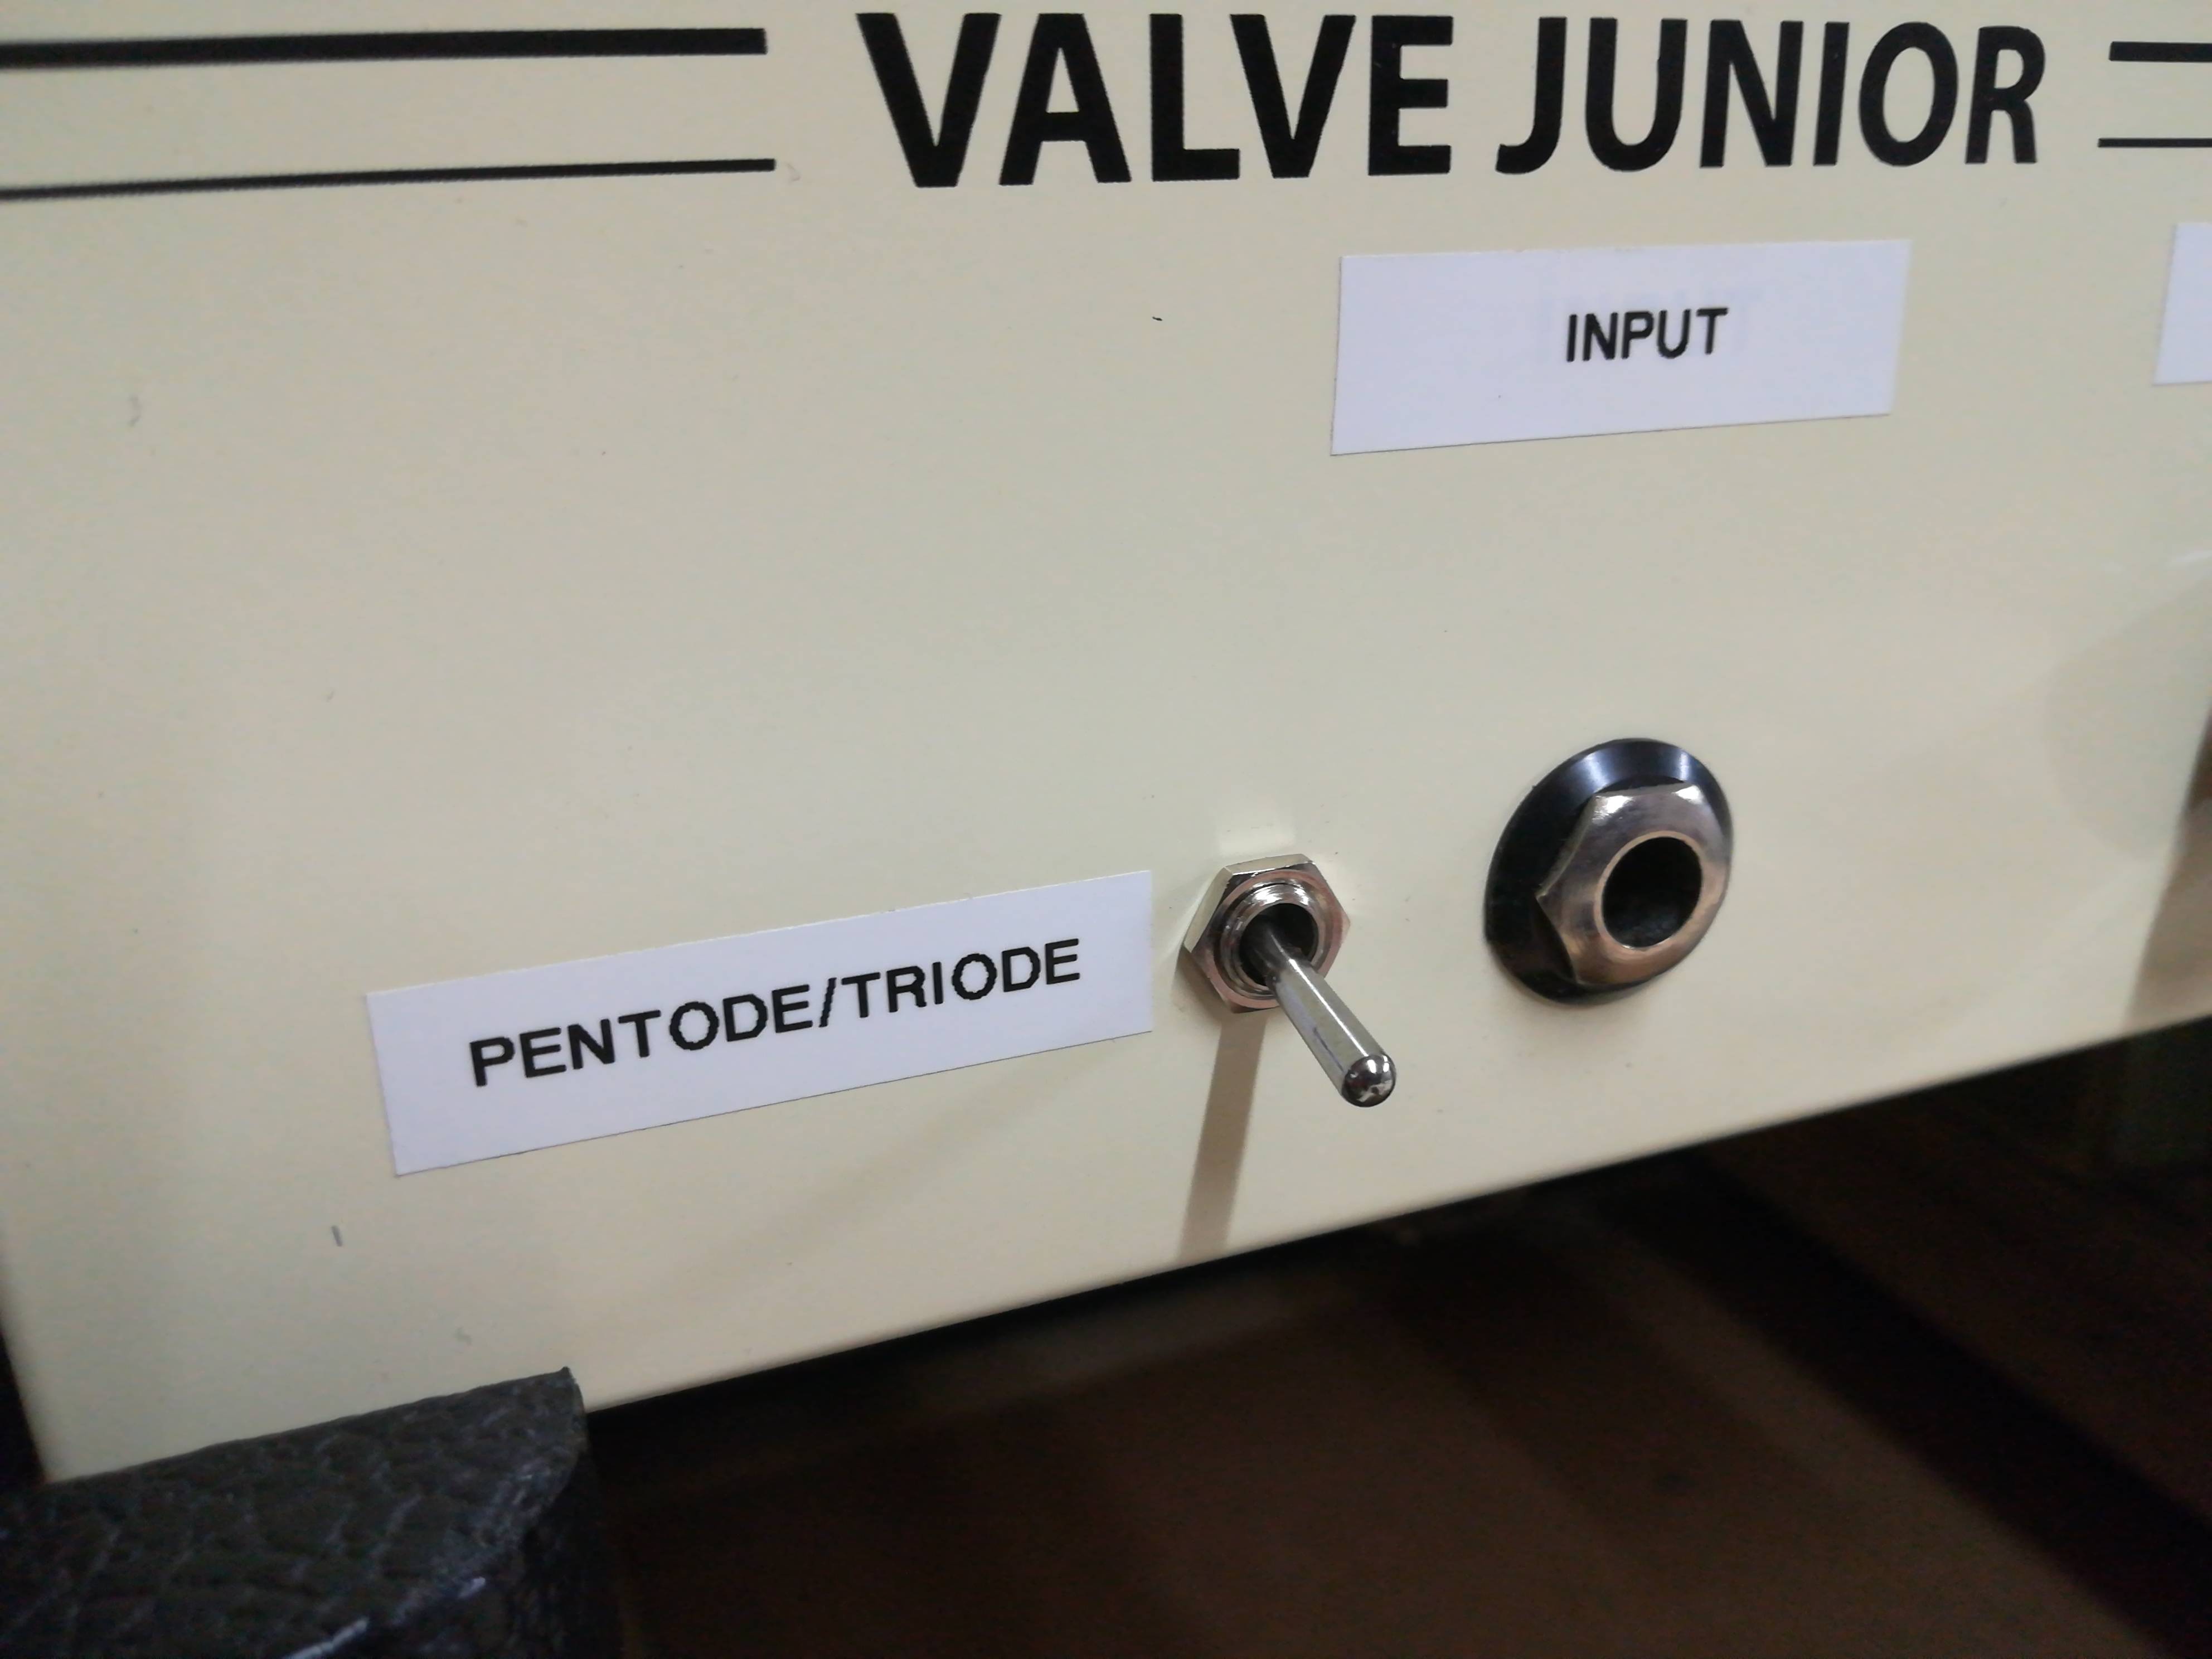 VALVE JUNIOR
INPUT
PENTODE/TRIODE